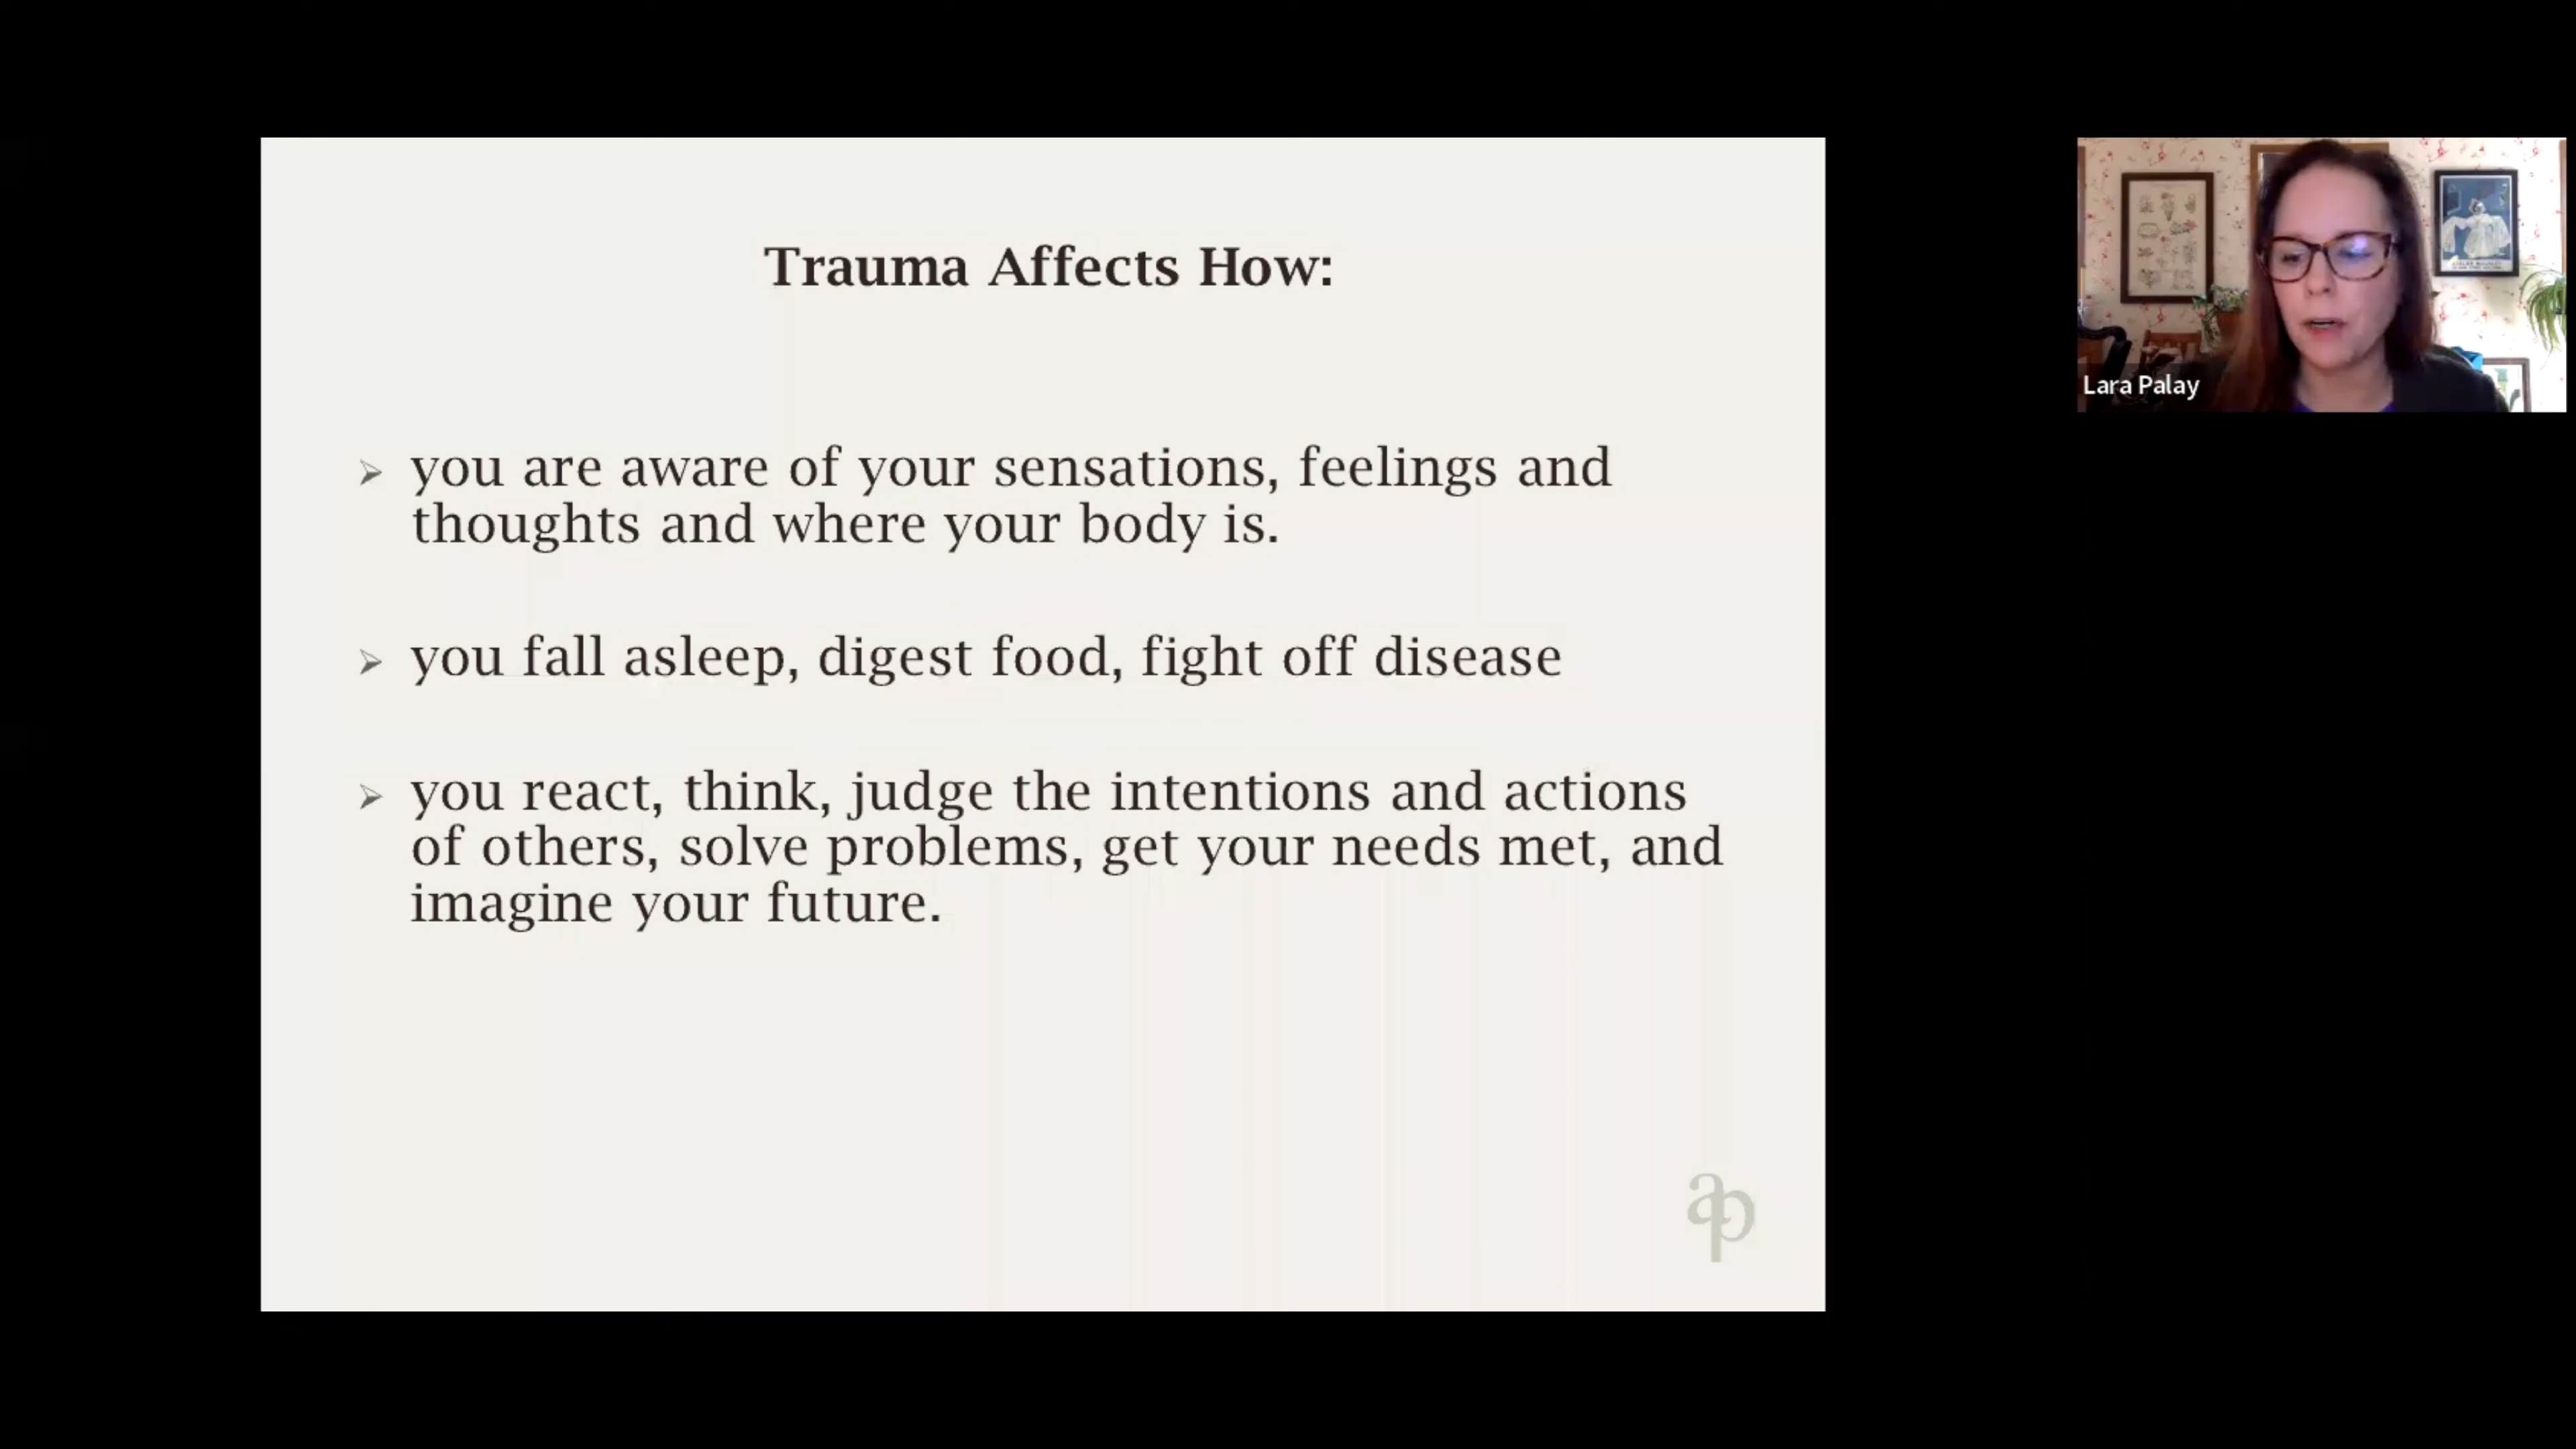 Trauma Affects How:
you are aware of your sensations, feelings and
thoughts and where your body is.
you fall asleep, digest food, fight off disease
you react, think, judge the intentions and actions
of others, solve problems, get your needs met, and
imagine your future.
ap
Lara Palay